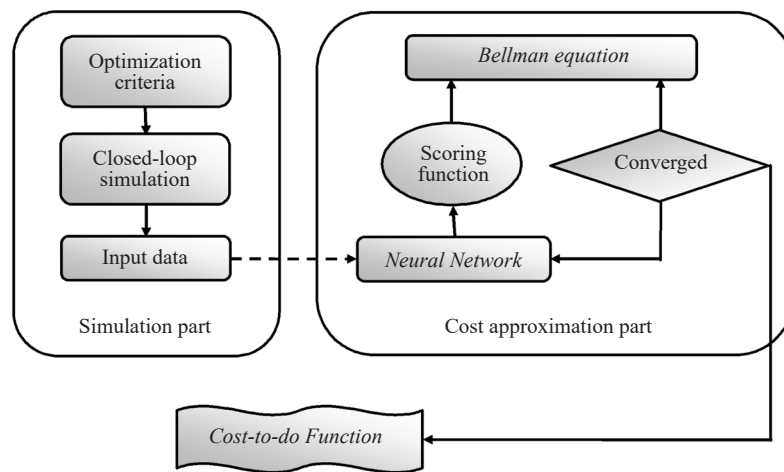 Optimization
criteria
Closed-loop
simulation
Input data
Simulation part
Bellman equation
Scoring
function
Converged
Neural Network
Cost approximation part
Cost-to-do Function